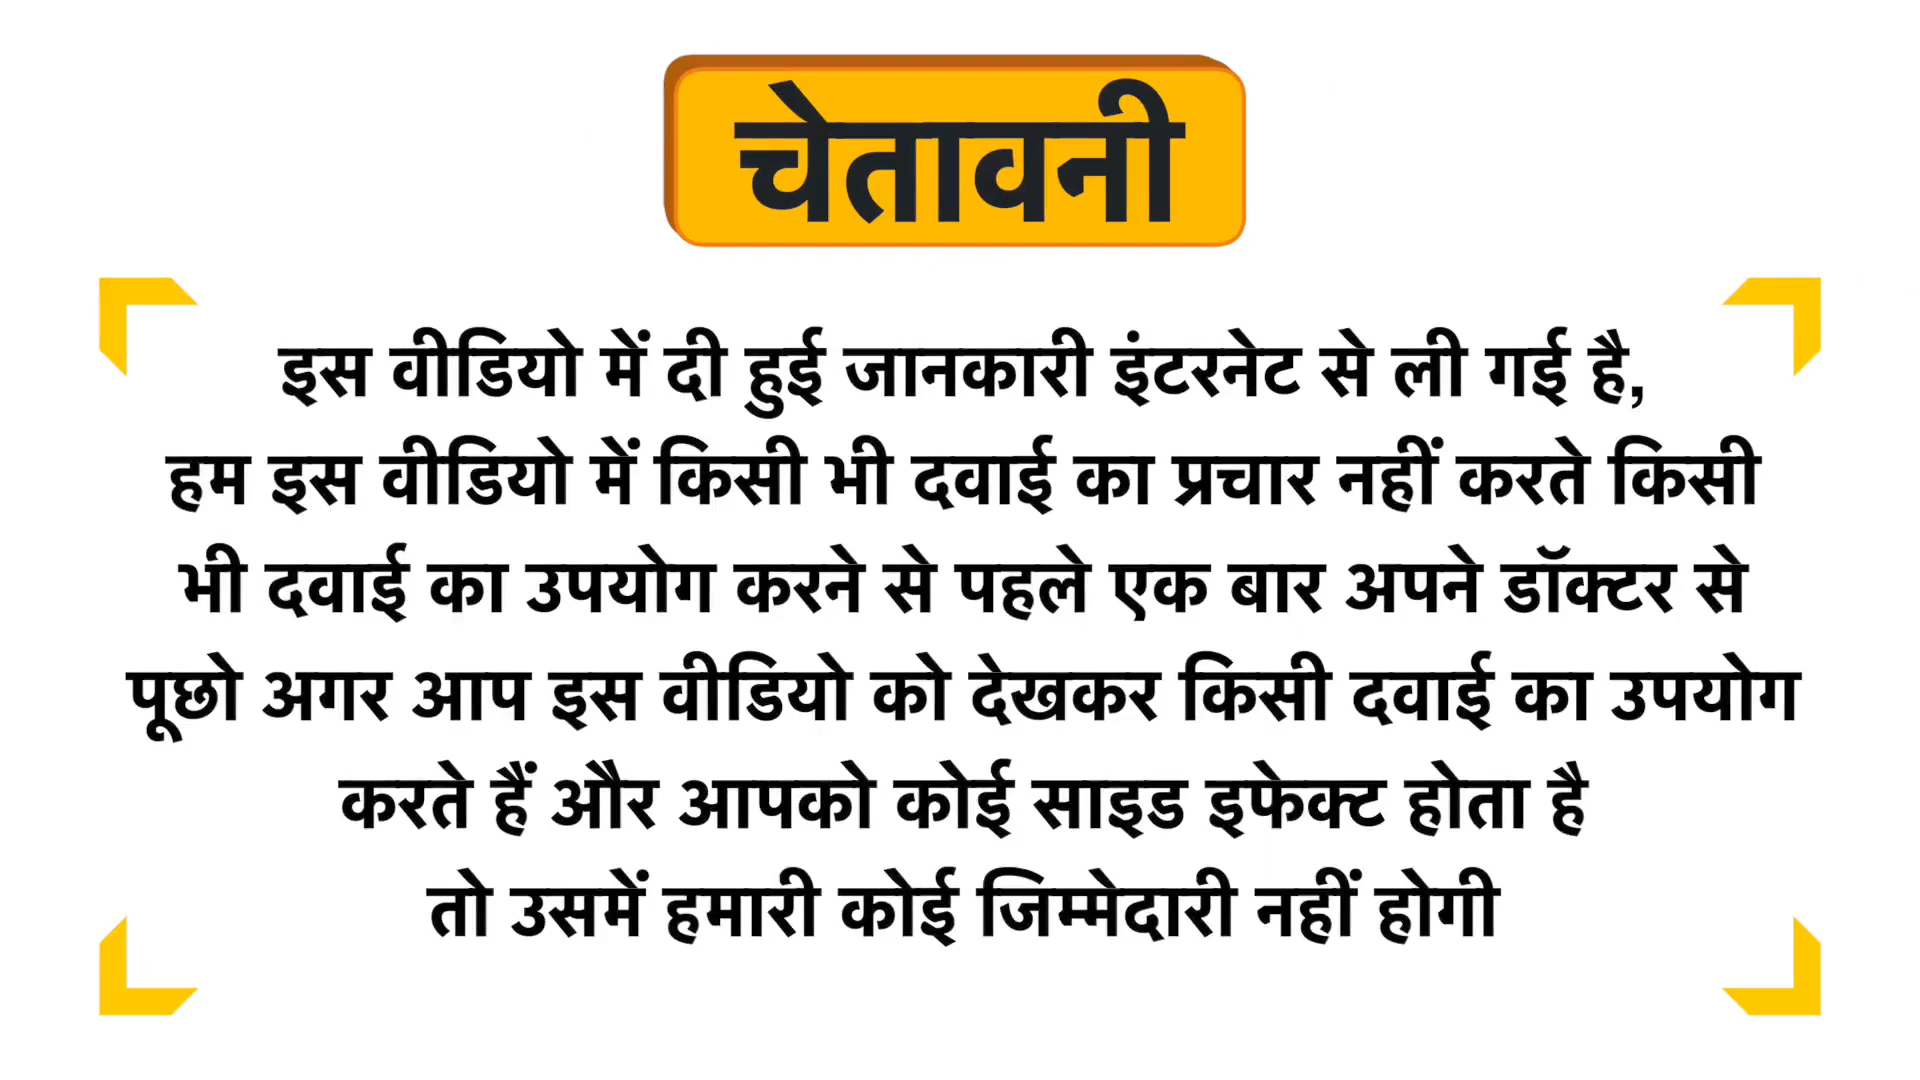 चेतावनी
इस वीडियो में दी हुई जानकारी इंटरनेट से ली गई है,
हम इस वीडियो में किसी भी दवाई का प्रचार नहीं करते किसी
भी दवाई का उपयोग करने से पहले एक बार अपने डॉक्टर से
पूछो अगर आप इस वीडियो को देखकर किसी दवाई का उपयोग
करते हैं और आपको कोई साइड इफेक्ट होता है
तो उसमें हमारी कोई जिम्मेदारी नहीं होगी